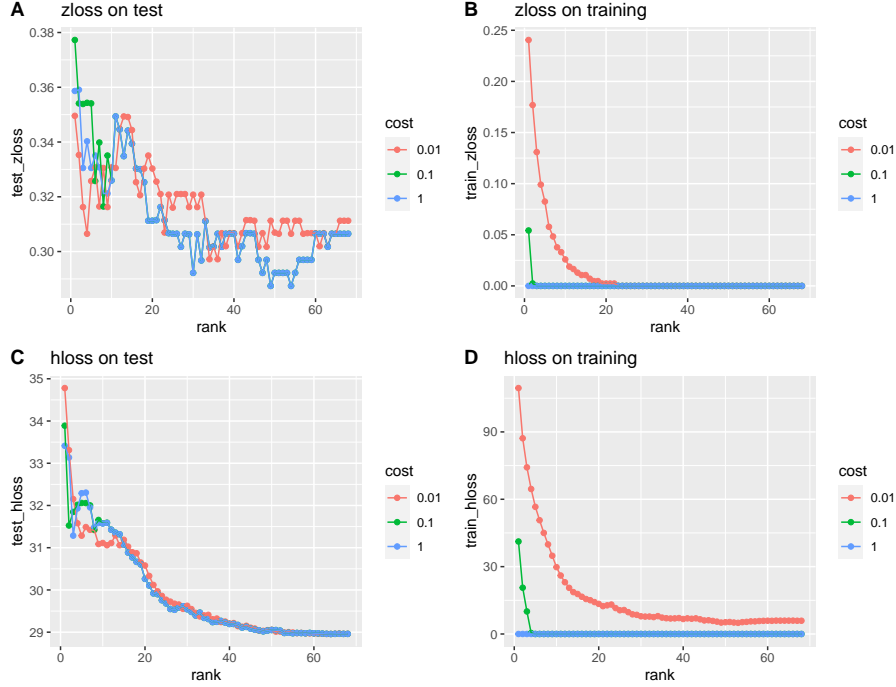 A zloss on test
0.38
0.36
0.34
0.32
0.30
test_zloss
0 20 40 60
rank
cost
0.01
0.1
1
B zloss on training
0.25
0.20
0.15
0.10
0.05
0.00
train_zloss
0 20 40 60
rank
cost
0.01
0.1
1
C hloss on test
35
34
33
32
31
30
29
test_hloss
0 20 40 60
rank
cost
0.01
0.1
1
D hloss on training
90
60
30
0
train_hloss
0 20 40 60
rank
cost
0.01
0.1
1